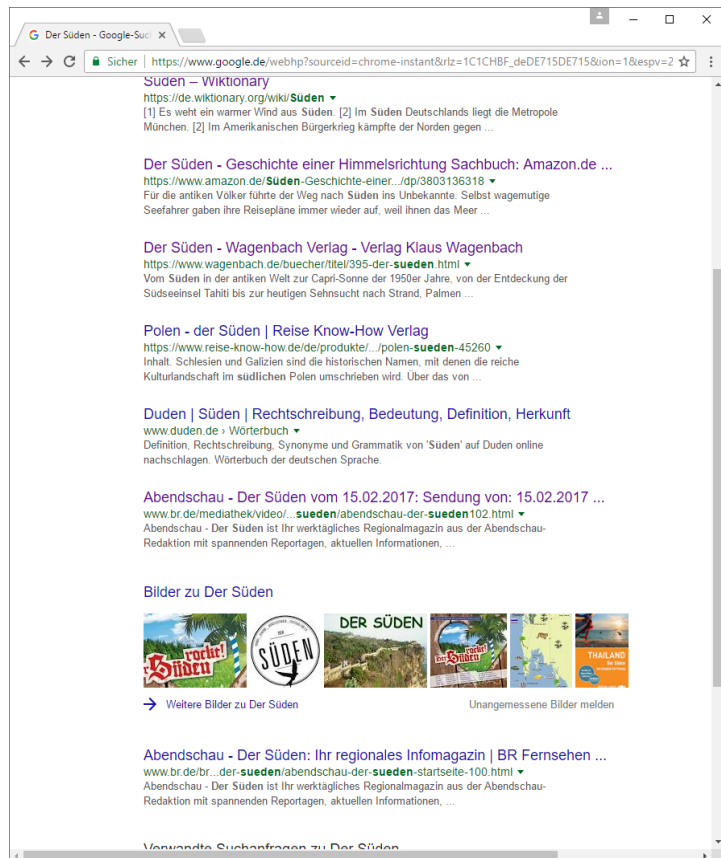 Der Süden - Google-Suc
Sicher | https://www.google.de/webhp?sourceid=chrome-instant&rlz=1C1CHBF_deDE715DE715&ion=1&espv=2
Süden – Wiktionary
https://de.wiktionary.org/wiki/Süden
[1] Es weht ein warmer Wind aus Süden. [2] Im Süden Deutschlands liegt die Metropole
München. [2] Im Amerikanischen Bürgerkrieg kämpfte der Norden gegen ...
Der Süden - Geschichte einer Himmelsrichtung Sachbuch: Amazon.de ...
https://www.amazon.de/Süden-Geschichte-einer.../dp/3803136318
Für die antiken Völker führte der Weg nach Süden ins Unbekannte. Selbst wagemutige
Seefahrer gaben ihre Reisepläne immer wieder auf, weil ihnen das Meer ...
Der Süden - Wagenbach Verlag - Verlag Klaus Wagenbach
https://www.wagenbach.de/buecher/titel/395-der-sueden.html
Vom Süden in der antiken Welt zur Capri-Sonne der 1950er Jahre, von der Entdeckung der
Südseeinsel Tahiti bis zur heutigen Sehnsucht nach Strand, Palmen ...
Polen - der Süden | Reise Know-How Verlag
https://www.reise-know-how.de/de/produkte/.../polen-sueden-45260
Inhalt. Schlesien und Galizien sind die historischen Namen, mit denen die reiche
Kulturlandschaft im südlichen Polen umschrieben wird. Über das von ...
Duden | Süden | Rechtschreibung, Bedeutung, Definition, Herkunft
www.duden.de › Wörterbuch
Definition, Rechtschreibung, Synonyme und Grammatik von 'Süden' auf Duden online
nachschlagen. Wörterbuch der deutschen Sprache.
Abendschau - Der Süden vom 15.02.2017: Sendung von: 15.02.2017 ...
www.br.de/mediathek/video/...sueden/abendschau-der-sueden102.html
Abendschau - Der Süden ist Ihr werktägliches Regionalmagazin aus der Abendschau-
Redaktion mit spannenden Reportagen, aktuellen Informationen, ...
Bilder zu Der Süden
rockt!
Süden
SÜDEN
DER SÜDEN
rockt!
Süden
THAILAND
Der Süden
Weitere Bilder zu Der Süden
Unangemessene Bilder melden
Abendschau - Der Süden: Ihr regionales Infomagazin | BR Fernsehen ...
www.br.de/br...der-sueden/abendschau-der-sueden-startseite-100.html
Abendschau - Der Süden ist Ihr werktägliches Regionalmagazin aus der Abendschau-
Redaktion mit spannenden Reportagen, aktuellen Informationen, ...
Verwandte Suchanfragen zu Der Süden